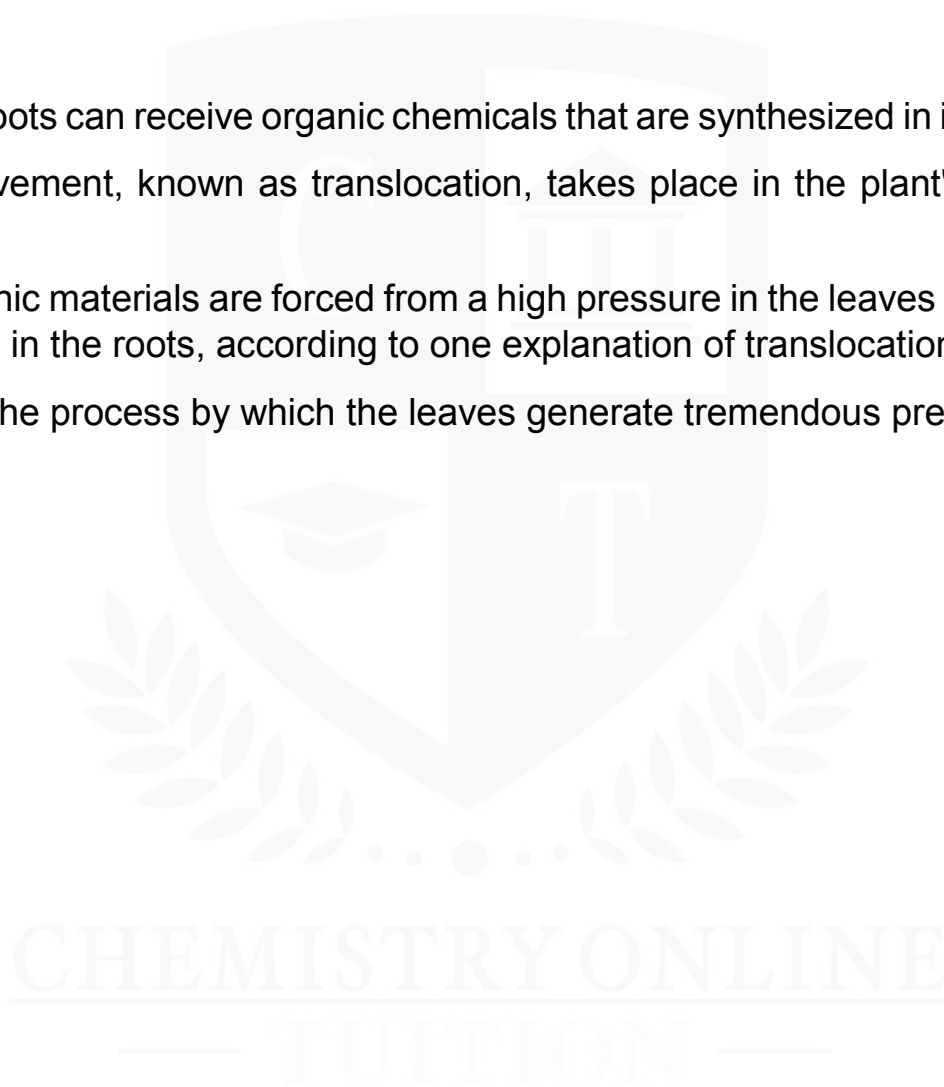 oots can receive organic chemicals that are synthesized in i
vement, known as translocation, takes place in the plant'
nic materials are forced from a high pressure in the leaves
in the roots, according to one explanation of translocation
he process by which the leaves generate tremendous pre
C
T
CHEMISTRY ONLINE
TUITION